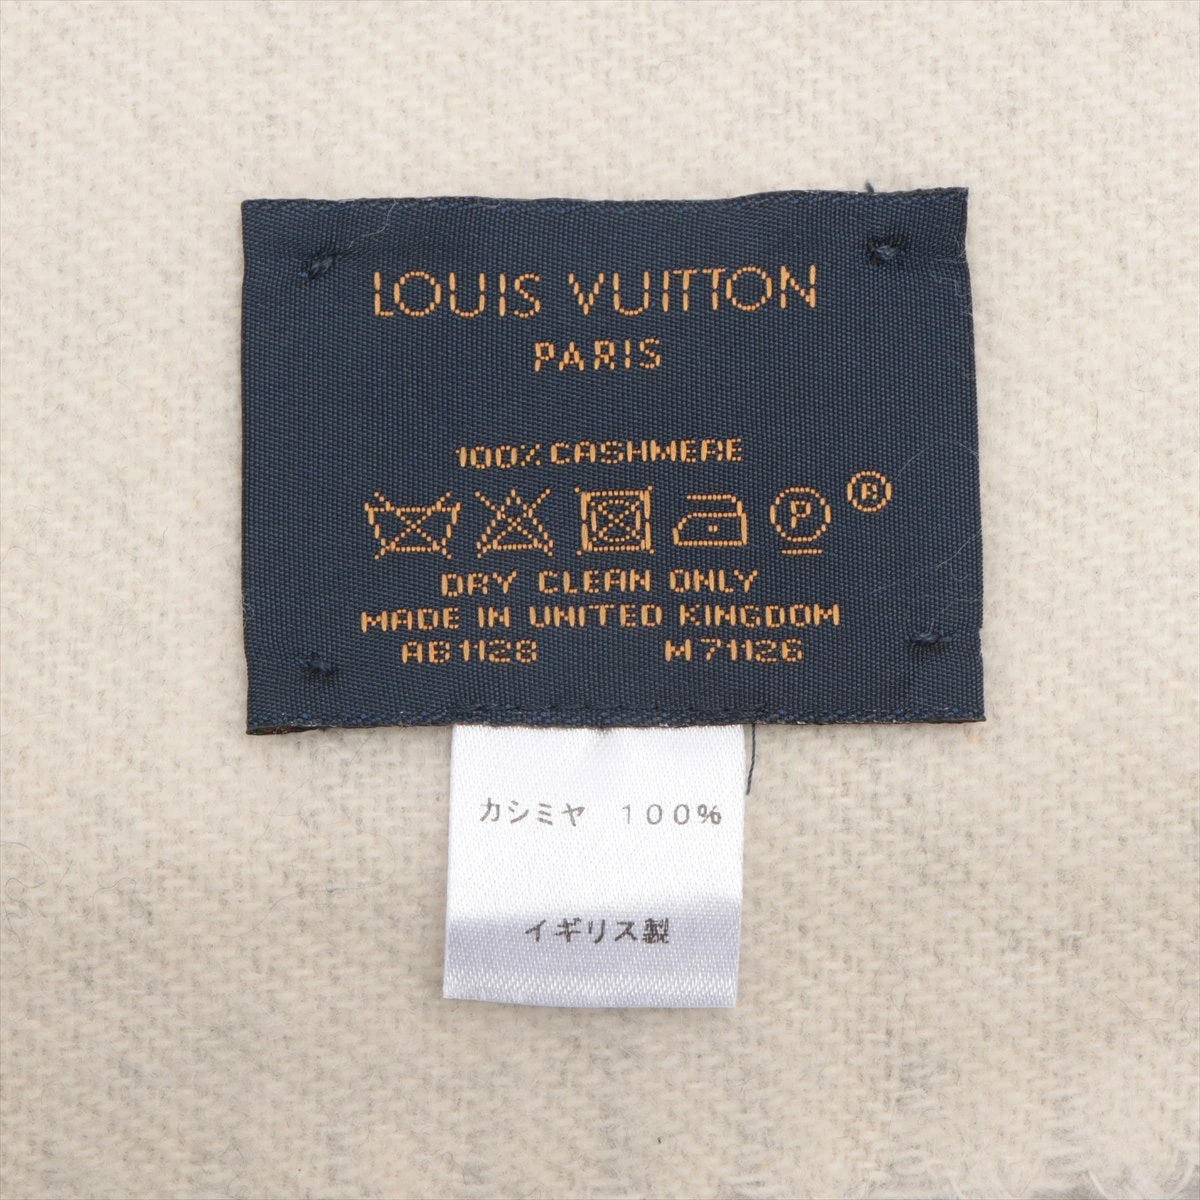 LOUIS VUITTON
PARIS
100% CASHMERE
P ®
DRY CLEAN ONLY
MADE IN UNITED KINGDOM
AB1128 M71126
カシミヤ 100%
イギリス製